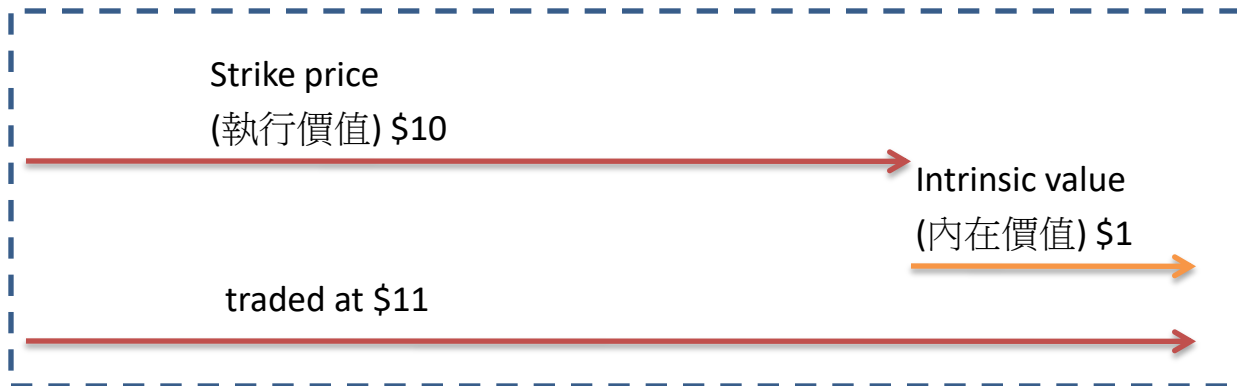 Strike price
(執行價值) $10
Intrinsic value
(內在價值) $1
traded at $11